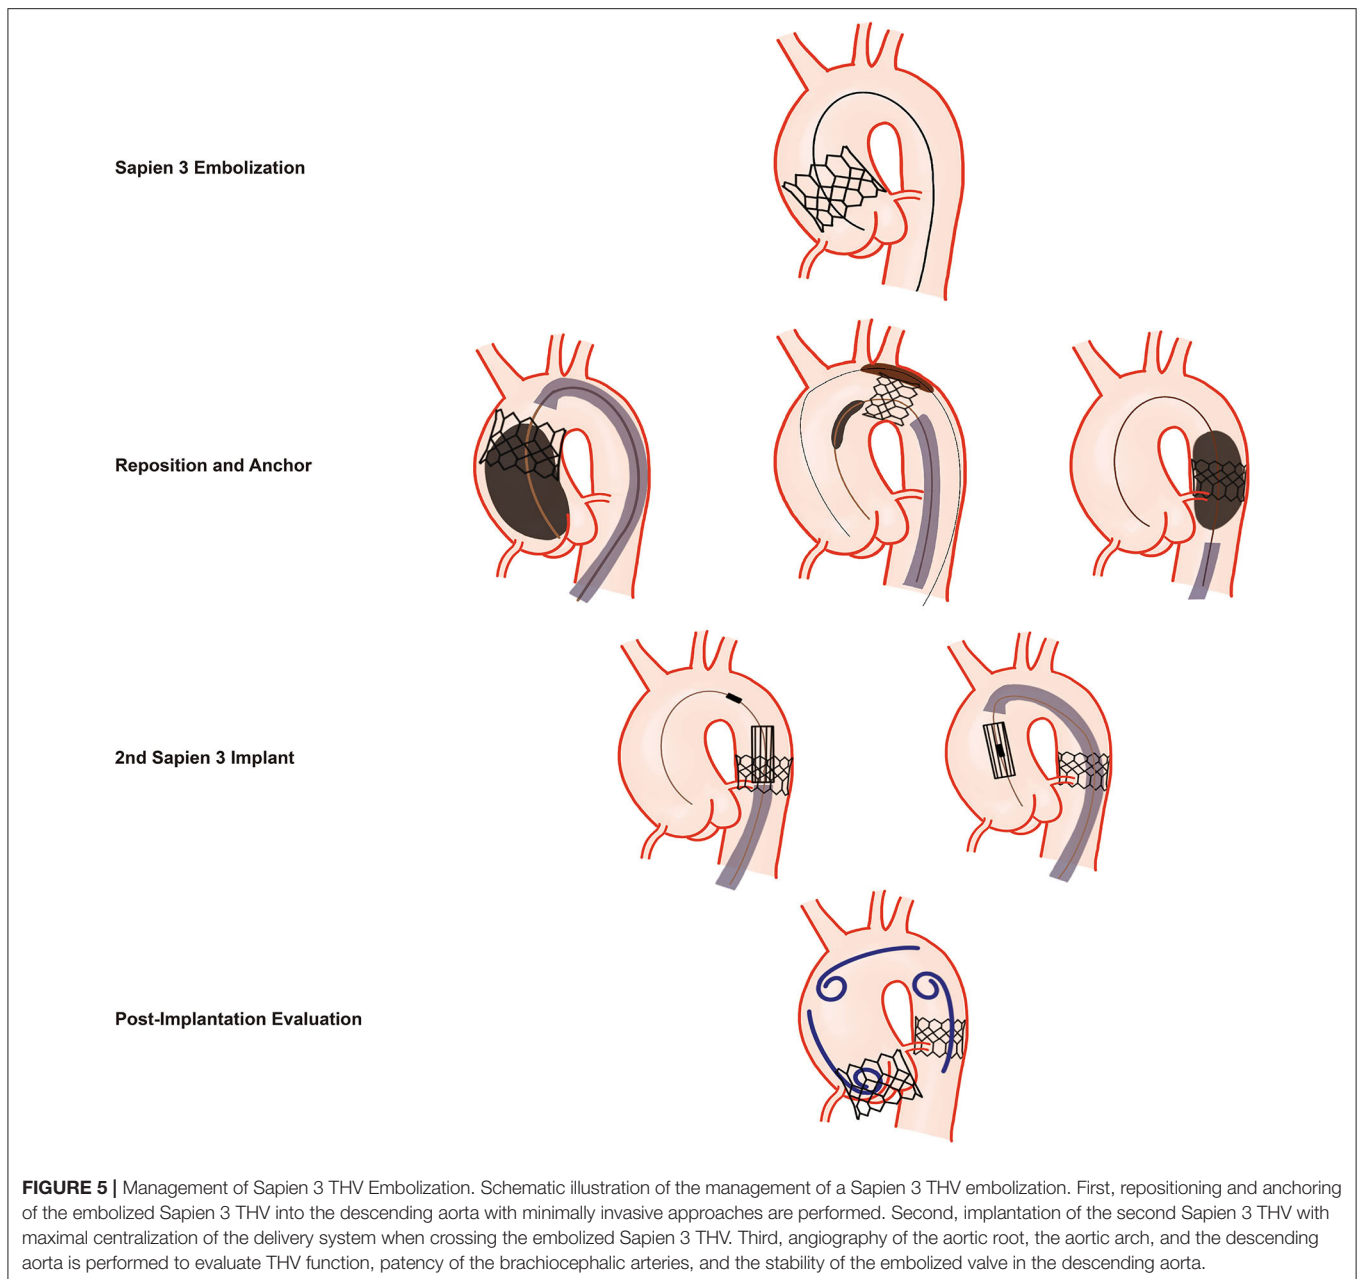 Sapien 3 Embolization
Reposition and Anchor
2nd Sapien 3 Implant
Post-Implantation Evaluation
FIGURE 5 | Management of Sapien 3 THV Embolization. Schematic illustration of the management of a Sapien 3 THV embolization. First, repositioning and anchoring
of the embolized Sapien 3 THV into the descending aorta with minimally invasive approaches are performed. Second, implantation of the second Sapien 3 THV with
maximal centralization of the delivery system when crossing the embolized Sapien 3 THV. Third, angiography of the aortic root, the aortic arch, and the descending
aorta is performed to evaluate THV function, patency of the brachiocephalic arteries, and the stability of the embolized valve in the descending aorta.